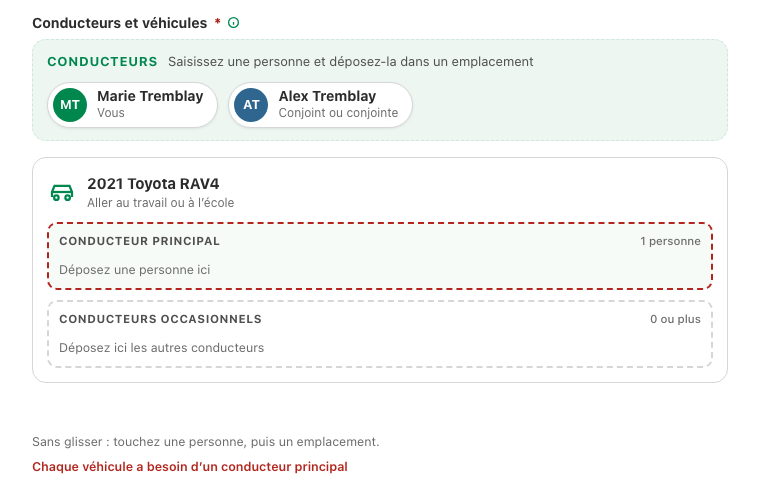 Conducteurs et véhicules *
CONDUCTEURS Saisissez une personne et déposez-la dans un emplacement
MT Marie Tremblay
Vous
AT Alex Tremblay
Conjoint ou conjointe
2021 Toyota RAV4
Aller au travail ou à l’école
CONDUCTEUR PRINCIPAL 1 personne
Déposez une personne ici
CONDUCTEURS OCCASIONNELS 0 ou plus
Déposez ici les autres conducteurs
Sans glisser : touchez une personne, puis un emplacement.
Chaque véhicule a besoin d’un conducteur principal